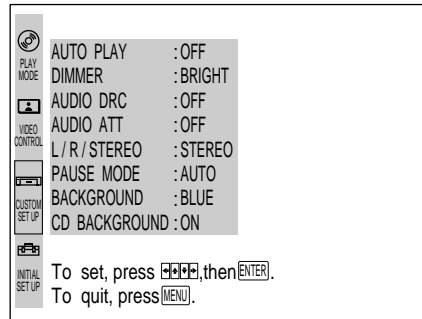 PLAY
MODE
VIDEO
CONTROL
CUSTOM
SET UP
INITIAL
SET UP
AUTO PLAY : OFF
DIMMER : BRIGHT
AUDIO DRC : OFF
AUDIO ATT : OFF
L / R / STEREO : STEREO
PAUSE MODE : AUTO
BACKGROUND : BLUE
CD BACKGROUND : ON
To set, press ,then ENTER.
To quit, press MENU.